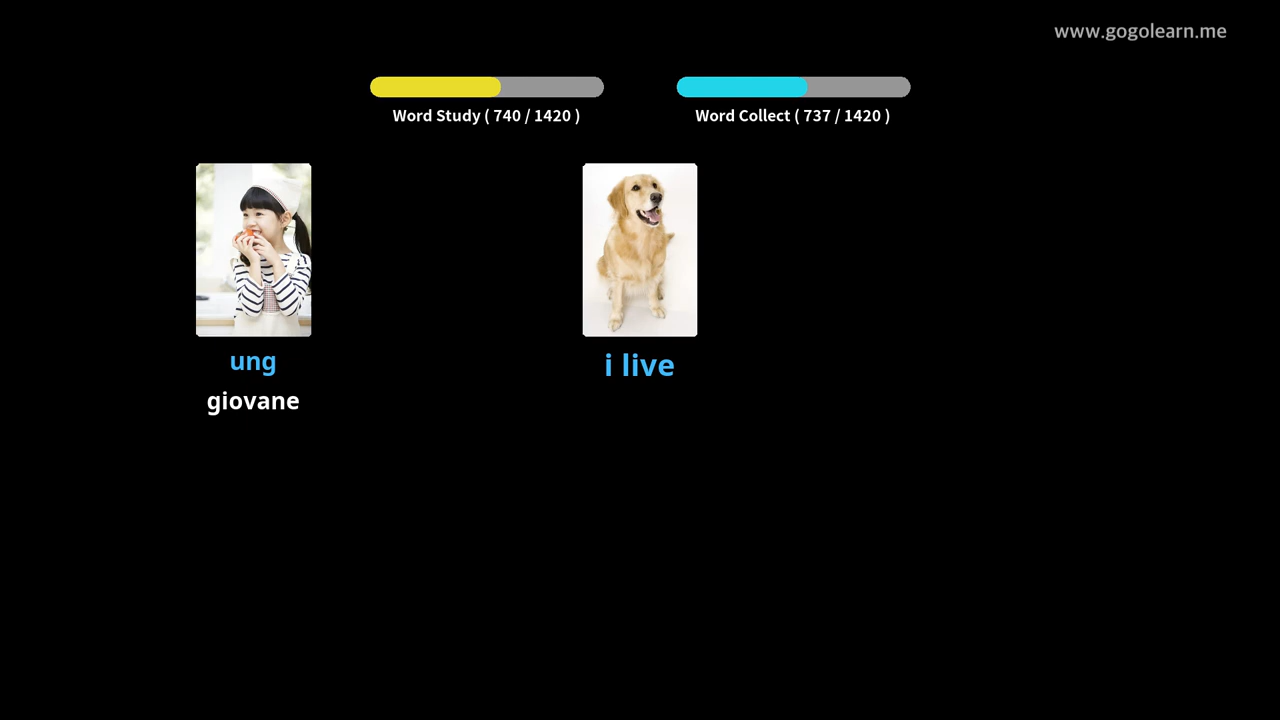 www.gogolearn.me
Word Study ( 740 / 1420 )
Word Collect ( 737 / 1420 )
ung
giovane
i live